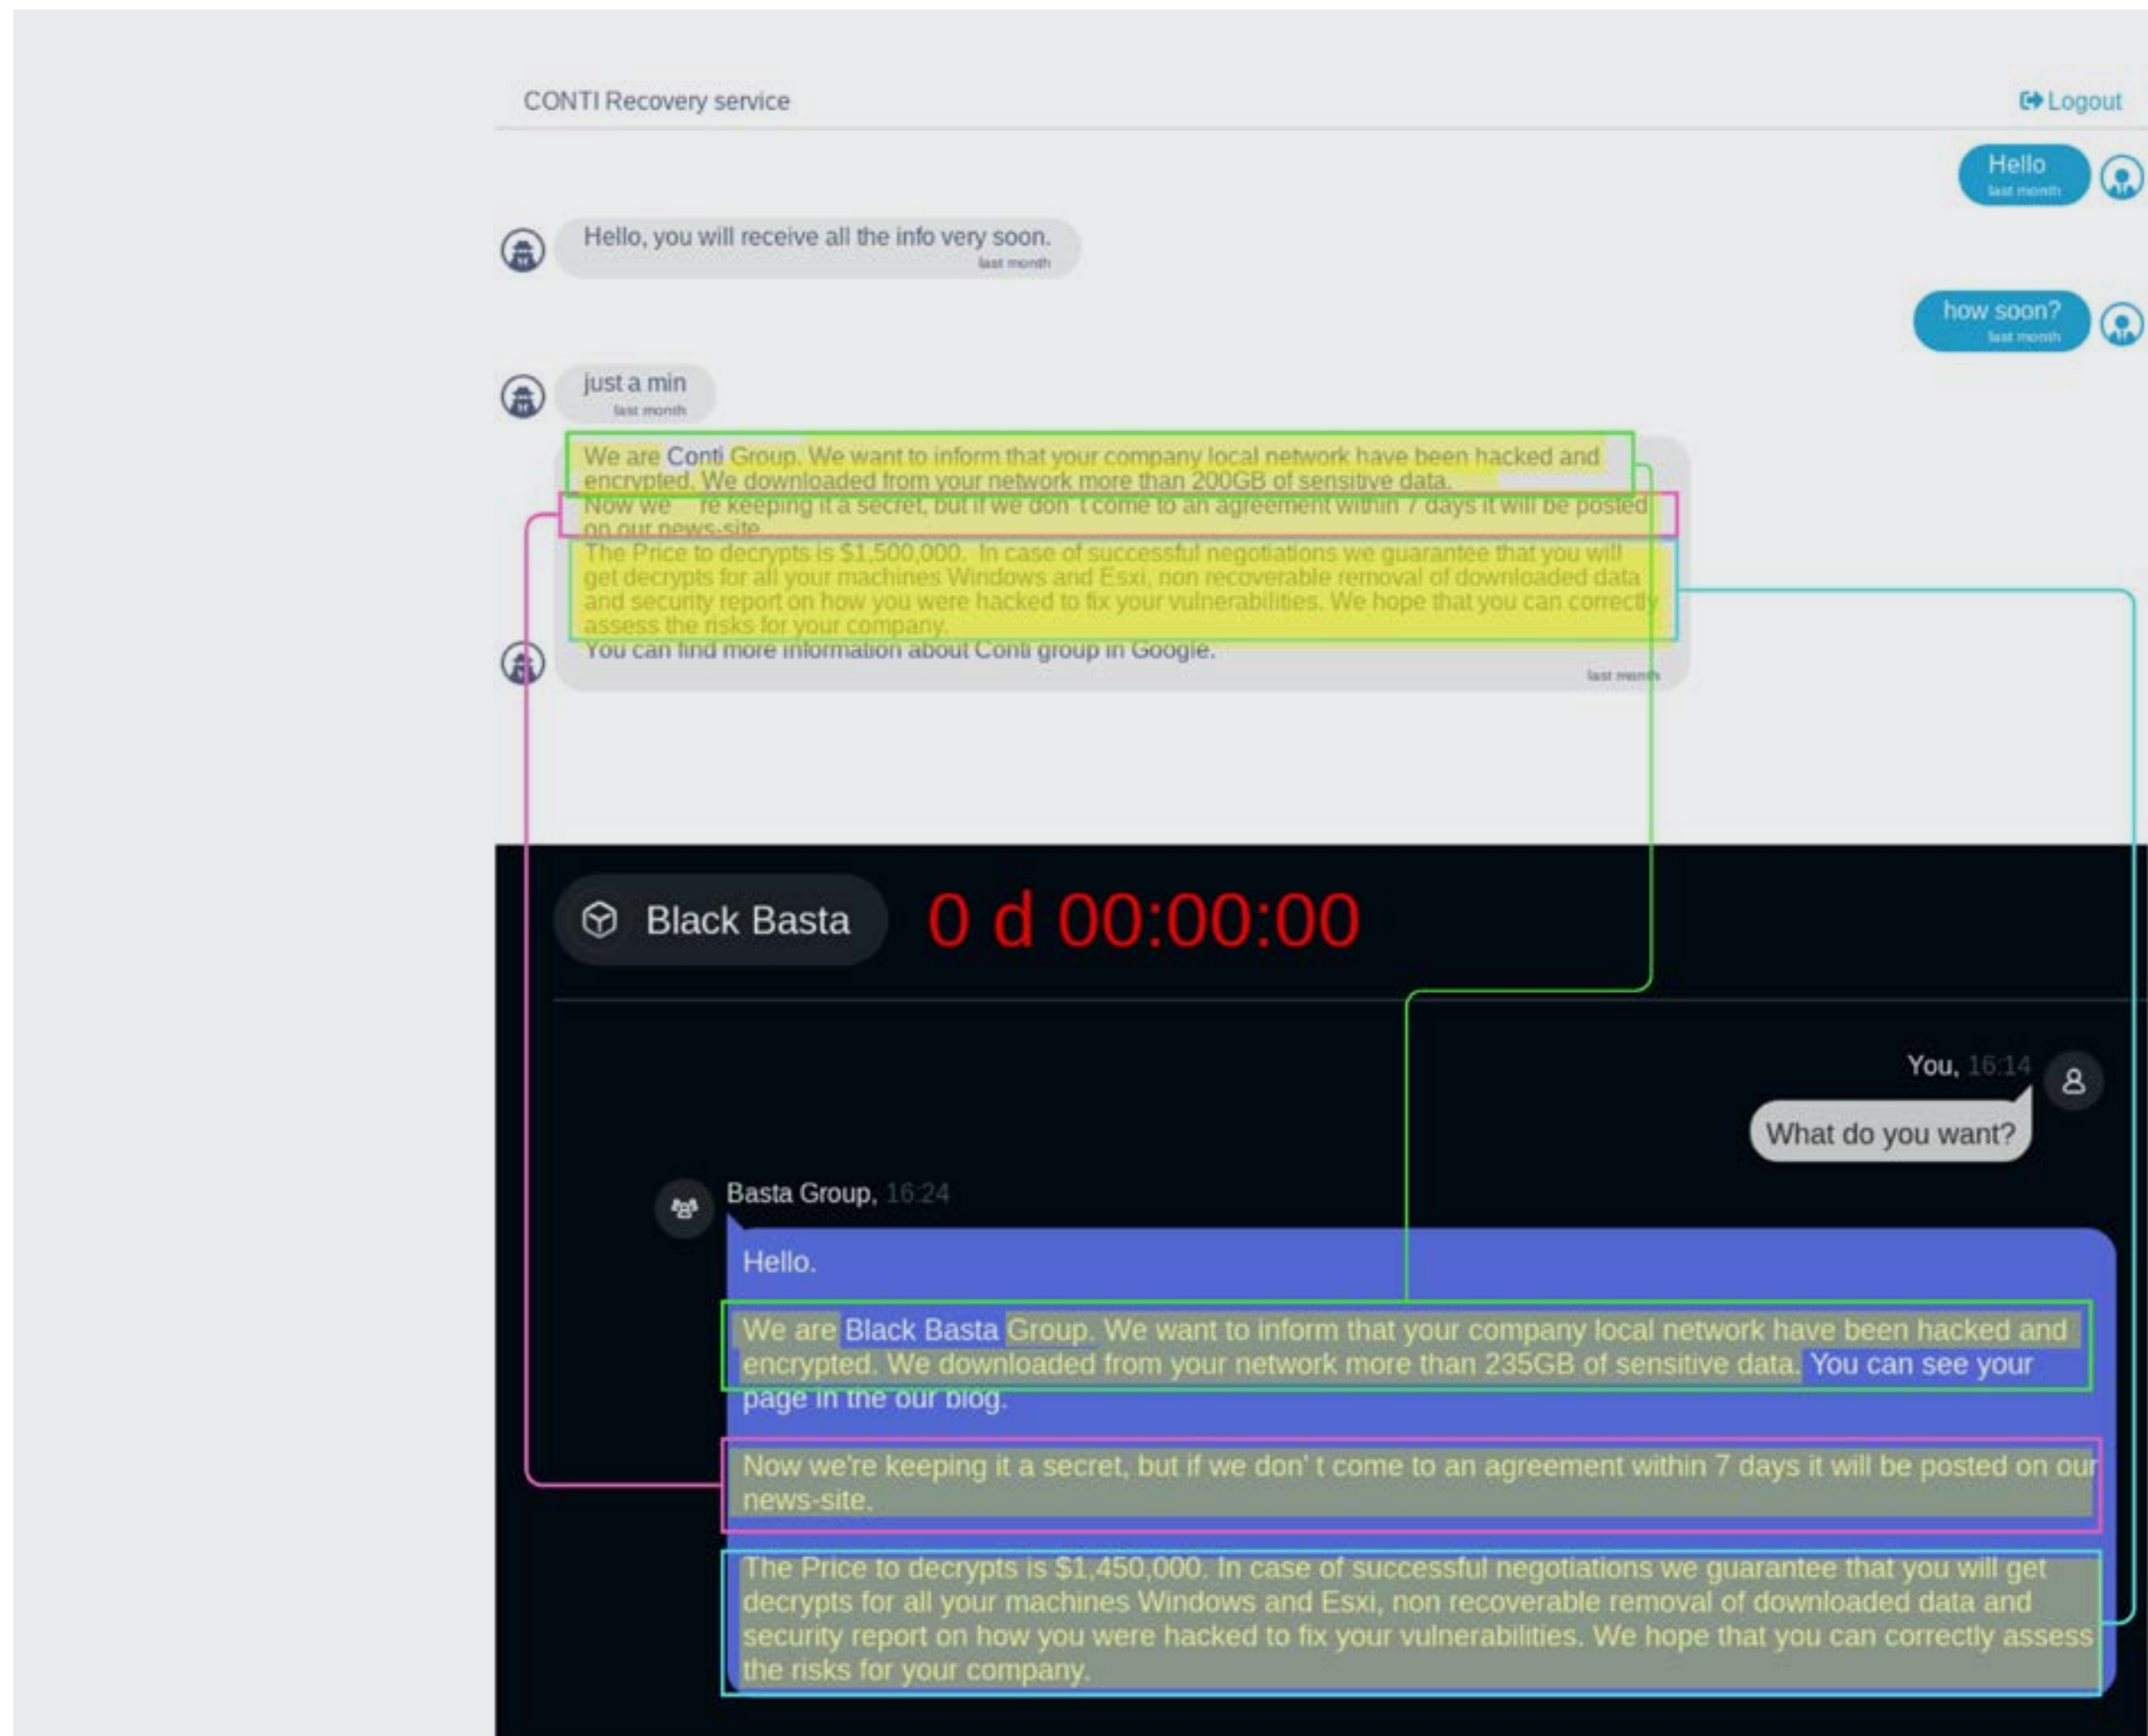 CONTI Recovery service
Logout
Hello
last month
Hello, you will receive all the info very soon.
last month
how soon?
last month
just a min
last month
We are Conti Group. We want to inform that your company local network have been hacked and
encrypted. We downloaded from your network more than 200GB of sensitive data.
Now we re keeping it a secret, but if we don 't come to an agreement within 7 days it will be posted
on our news-site.
The Price to decrypts is $1,500,000. In case of successful negotiations we guarantee that you will
get decrypts for all your machines Windows and Esxi, non recoverable removal of downloaded data
and security report on how you were hacked to fix your vulnerabilities. We hope that you can correctly
assess the risks for your company.
You can find more information about Conti group in Google.
last month
Black Basta 0 d 00:00:00
You, 16:14
What do you want?
Basta Group, 16:24
Hello.
We are Black Basta Group. We want to inform that your company local network have been hacked and
encrypted. We downloaded from your network more than 235GB of sensitive data. You can see your
page in the our blog.
Now we're keeping it a secret, but if we don' t come to an agreement within 7 days it will be posted on our
news-site.
The Price to decrypts is $1,450,000. In case of successful negotiations we guarantee that you will get
decrypts for all your machines Windows and Esxi, non recoverable removal of downloaded data and
security report on how you were hacked to fix your vulnerabilities. We hope that you can correctly assess
the risks for your company.